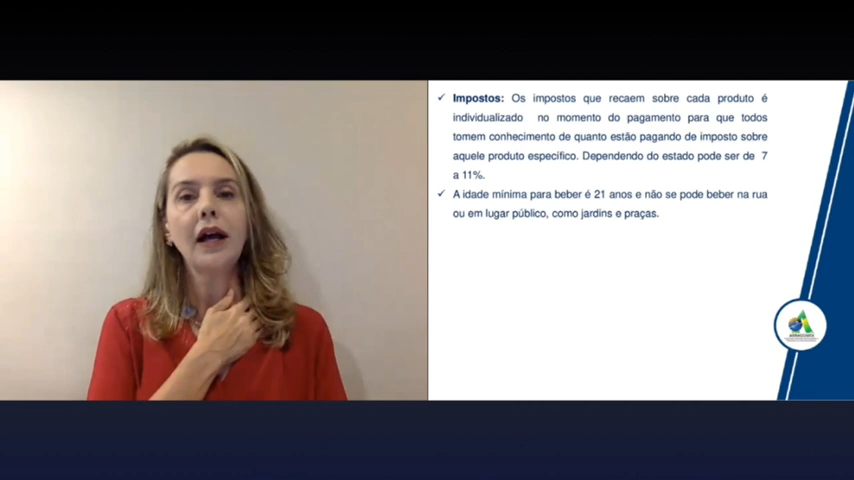 ✓ Impostos: Os impostos que recaem sobre cada produto é
individualizado no momento do pagamento para que todos
tomem conhecimento de quanto estão pagando de imposto sobre
aquele produto específico. Dependendo do estado pode ser de 7
a 11%.
✓ A idade mínima para beber é 21 anos e não se pode beber na rua
ou em lugar público, como jardins e praças.